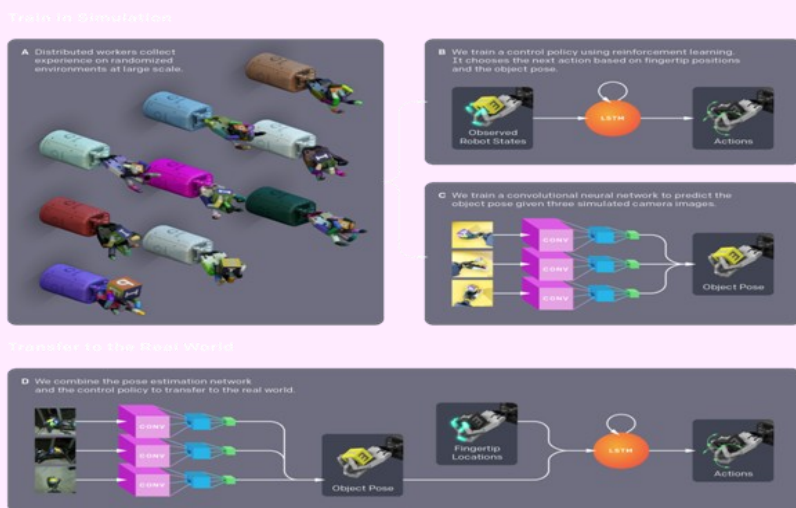 Train in Simulation
A Distributed workers collect
experience on randomized
environments at large scale.
B We train a control policy using reinforcement learning.
It chooses the next action based on fingertip positions
and the object pose.
Observed
Robot States
LSTM
Actions
C We train a convolutional neural network to predict the
object pose given three simulated camera images.
CONV
CONV
CONV
Object Pose
Transfer to the Real World
D We combine the pose estimation network
and the control policy to transfer to the real world.
CONV
CONV
CONV
Object Pose
Fingertip
Locations
LSTM
Actions